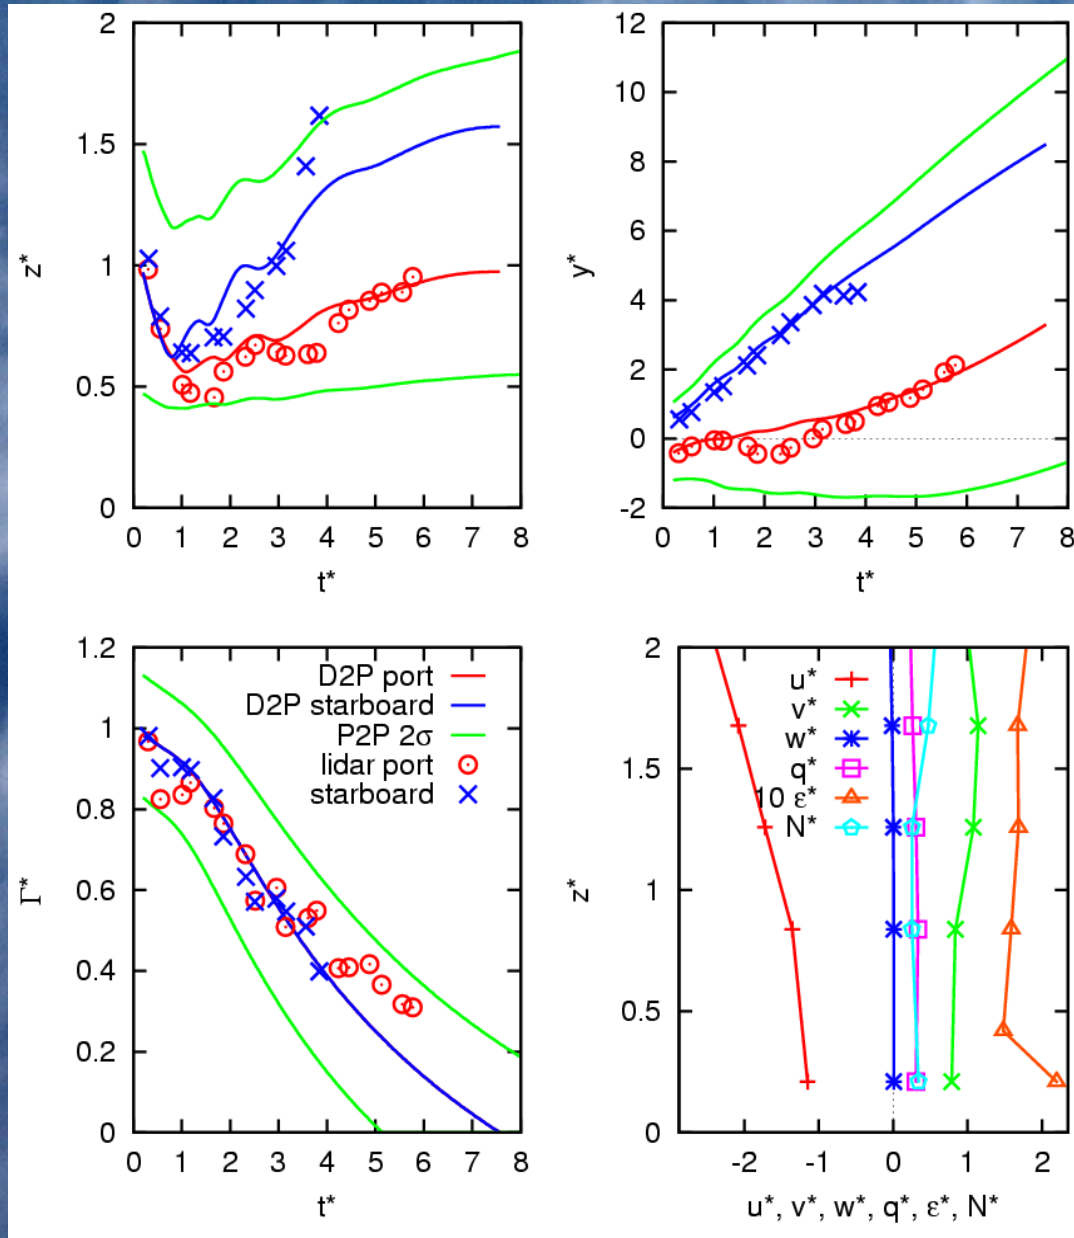 2
1.5
1
0.5
0
z*
0 1 2 3 4 5 6 7 8
t*
12
10
8
6
4
2
0
-2
y*
0 1 2 3 4 5 6 7 8
t*
1.2
1
0.8
0.6
0.4
0.2
0
Γ*
D2P port
D2P starboard
P2P 2σ
lidar port
starboard
0 1 2 3 4 5 6 7 8
t*
2
1.5
1
0.5
0
z*
u*
v*
w*
q*
10 ε*
N*
-2 -1 0 1 2
u*, v*, w*, q*, ε*, N*